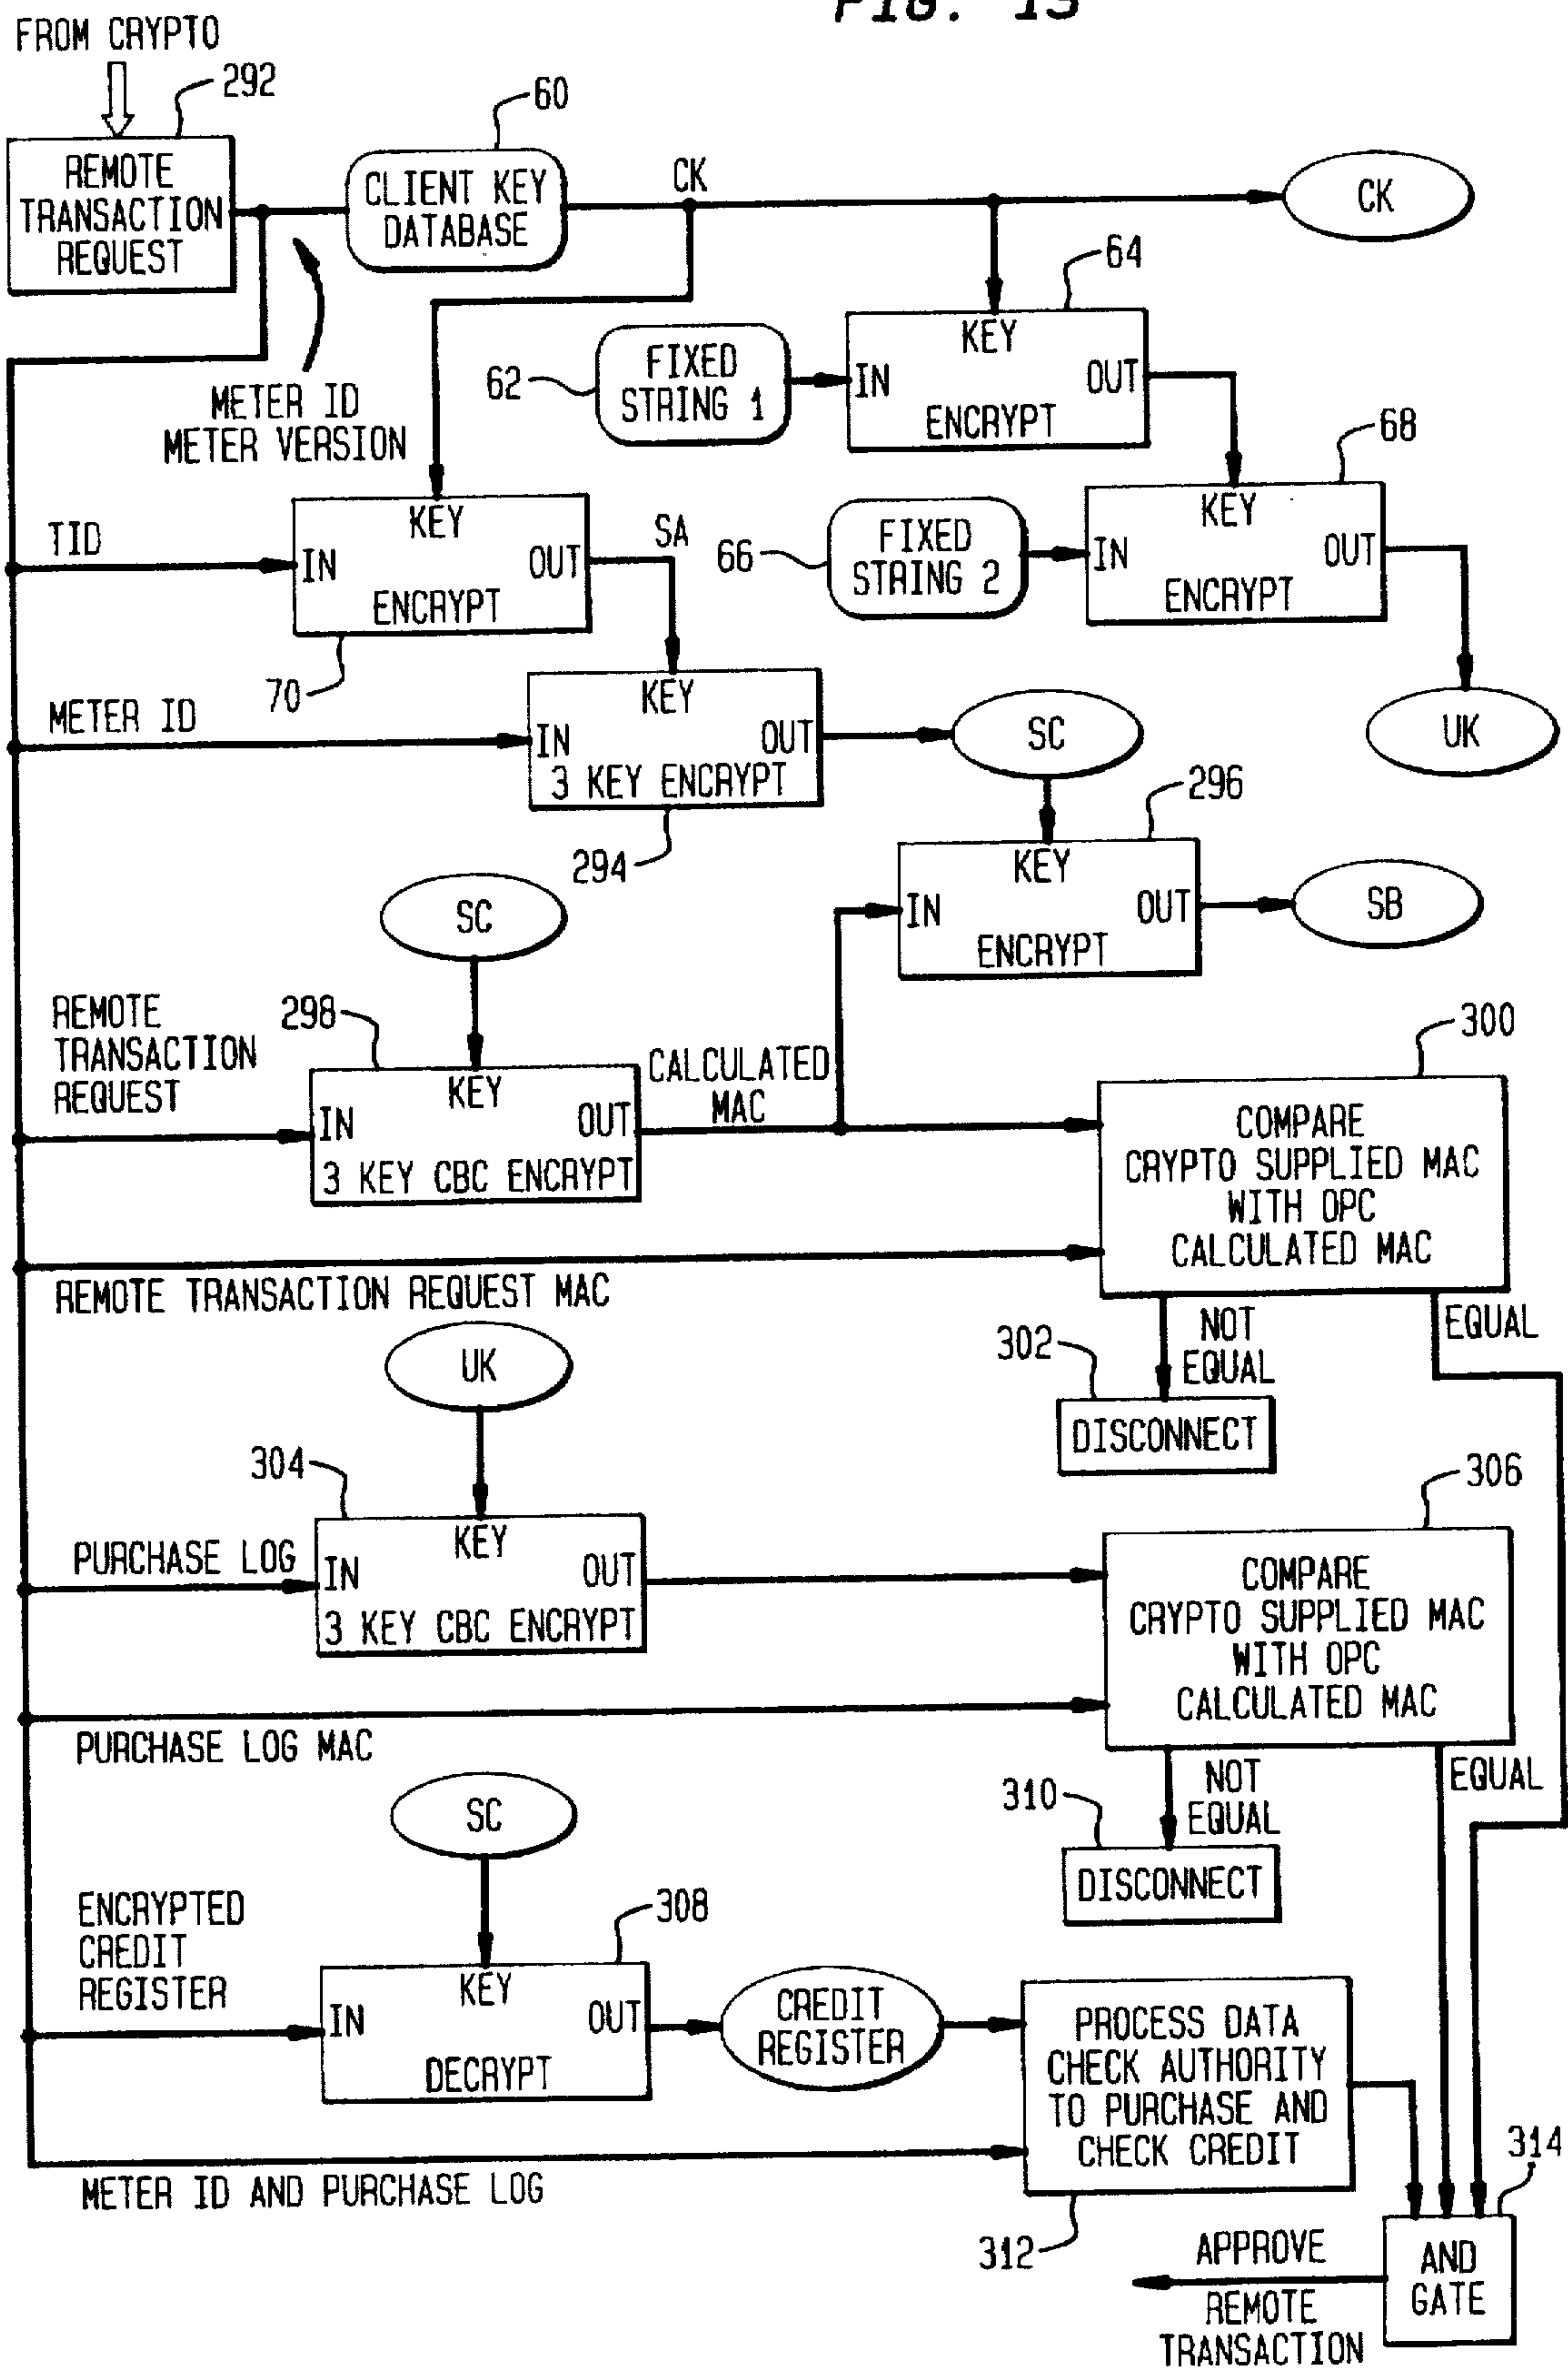 FIG. 13
FROM CRYPTO
292
REMOTE
TRANSACTION
REQUEST
60
CLIENT KEY
DATABASE
CK
CK
METER ID
METER VERSION
62
FIXED
STRING 1
64
KEY
IN
OUT
ENCRYPT
66
FIXED
STRING 2
68
KEY
IN
OUT
ENCRYPT
UK
TID
KEY
IN
OUT
ENCRYPT
70
SA
METER ID
KEY
IN
OUT
3 KEY ENCRYPT
294
SC
296
KEY
IN
OUT
ENCRYPT
SB
SC
REMOTE
TRANSACTION
REQUEST
298
KEY
IN
OUT
3 KEY CBC ENCRYPT
CALCULATED
MAC
300
COMPARE
CRYPTO SUPPLIED MAC
WITH OPC
CALCULATED MAC
REMOTE TRANSACTION REQUEST MAC
NOT
EQUAL
EQUAL
302
DISCONNECT
UK
304
PURCHASE LOG
KEY
IN
OUT
3 KEY CBC ENCRYPT
306
COMPARE
CRYPTO SUPPLIED MAC
WITH OPC
CALCULATED MAC
PURCHASE LOG MAC
NOT
EQUAL
EQUAL
310
DISCONNECT
SC
ENCRYPTED
CREDIT
REGISTER
308
KEY
IN
OUT
DECRYPT
CREDIT
REGISTER
PROCESS DATA
CHECK AUTHORITY
TO PURCHASE AND
CHECK CREDIT
METER ID AND PURCHASE LOG
312
314
AND
GATE
APPROVE
REMOTE
TRANSACTION